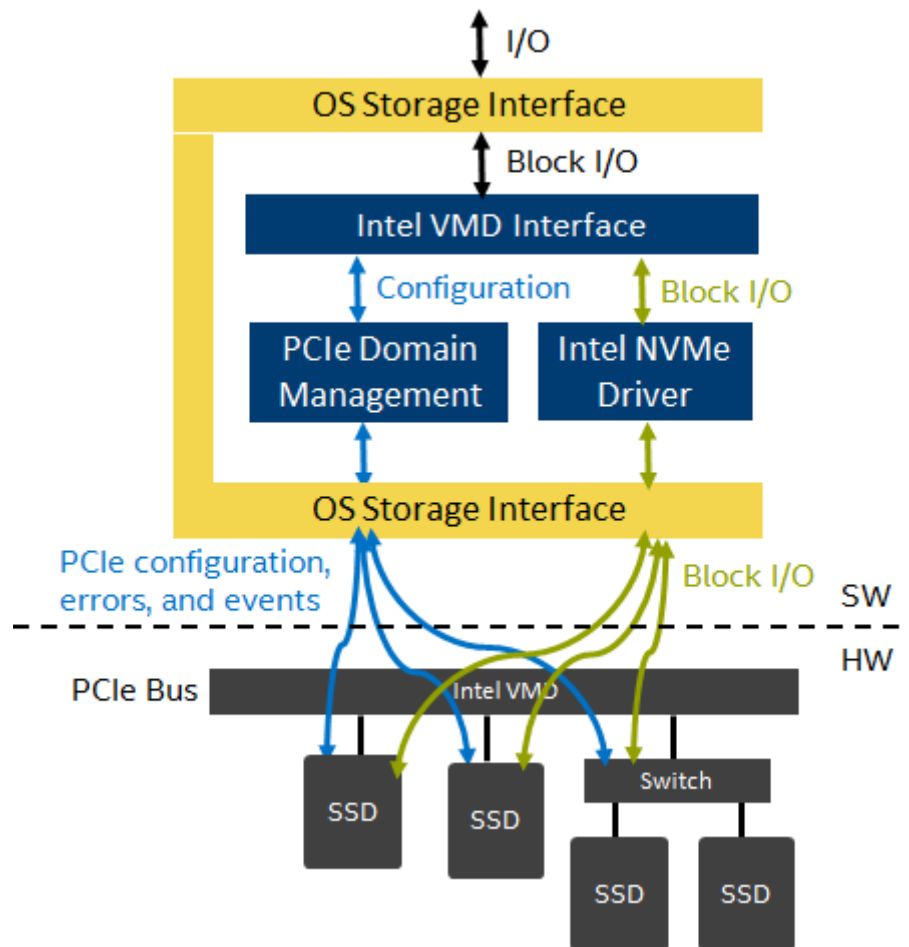 I/O
OS Storage Interface
Block I/O
Intel VMD Interface
Configuration
Block I/O
PCIe Domain
Management
Intel NVMe
Driver
OS Storage Interface
PCIe configuration,
errors, and events
Block I/O
SW
HW
PCIe Bus
Intel VMD
SSD
SSD
Switch
SSD
SSD